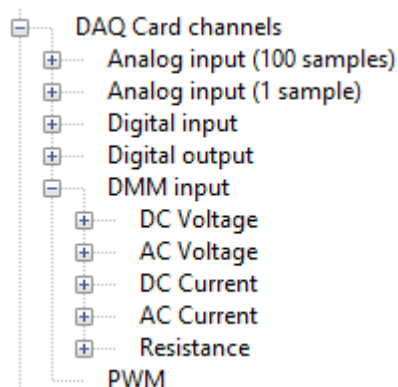 DAQ Card channels
Analog input (100 samples)
Analog input (1 sample)
Digital input
Digital output
DMM input
DC Voltage
AC Voltage
DC Current
AC Current
Resistance
PWM